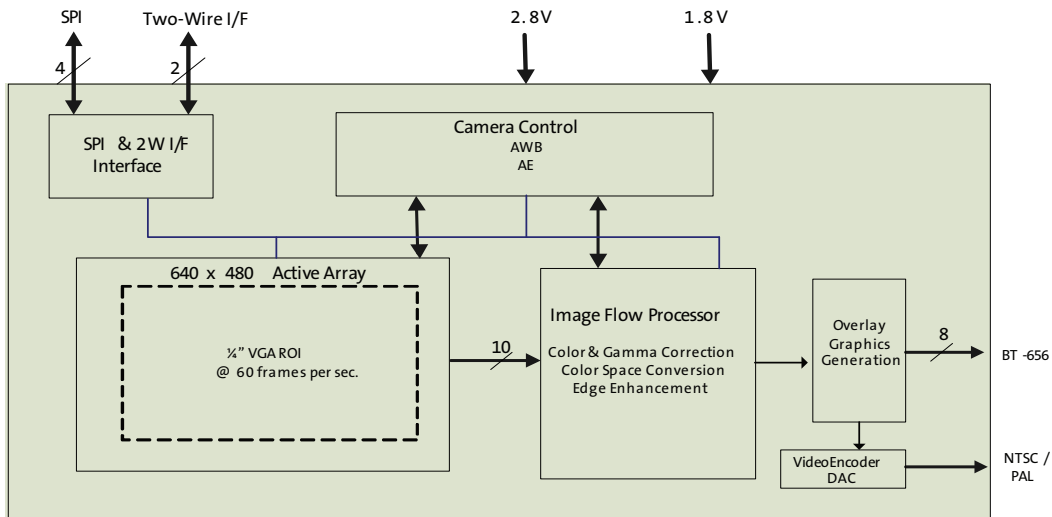 SPI
Two-Wire I/F
2.8V
1.8V
4
2
SPI & 2W I/F
Interface
Camera Control
AWB
AE
640 x 480 Active Array
¼” VGA ROI
@ 60 frames per sec.
10
Image Flow Processor
Color & Gamma Correction
Color Space Conversion
Edge Enhancement
Overlay
Graphics
Generation
8
BT -656
VideoEncoder
DAC
NTSC /
PAL